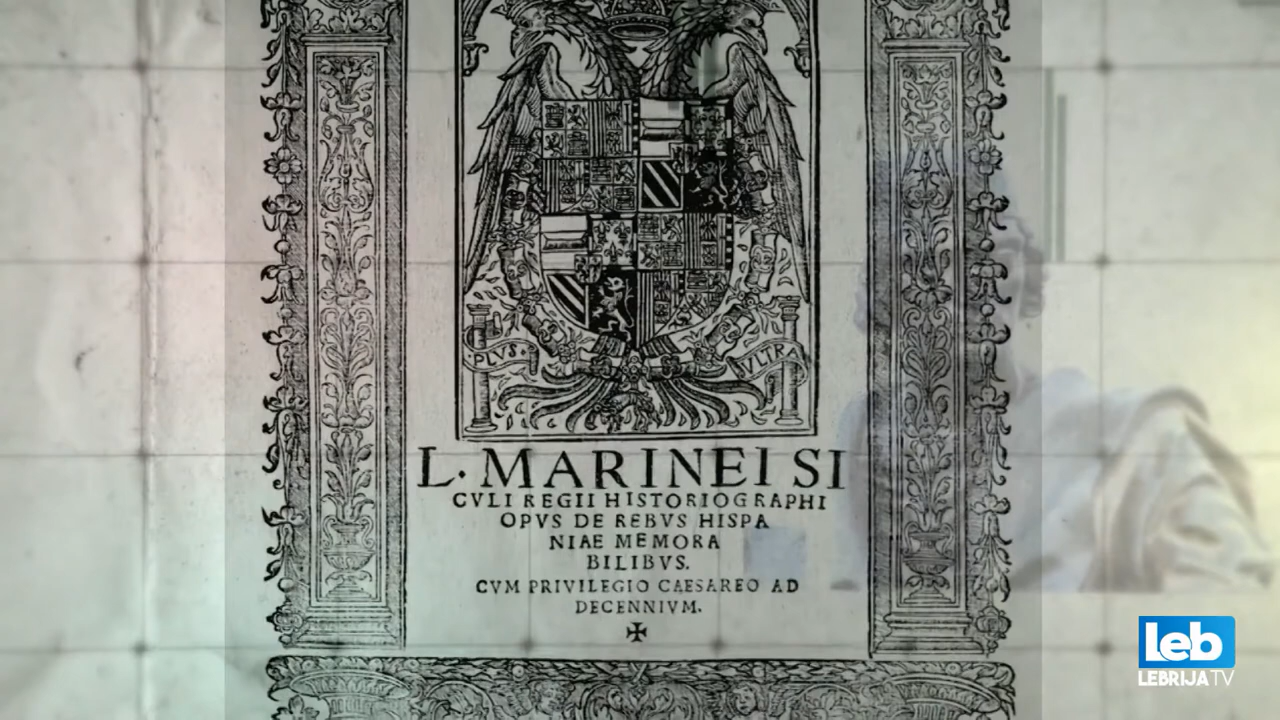 PLVS.
VLTRA
L. MARINEI SI
CVLI REGII HISTORIOGRAPHI
OPVS DE REBVS HISPA
NIAE MEMORA
BILIBVS.
CVM PRIVILEGIO CAESAREO AD
DECENNIVM.
leb
LEBRIJA TV